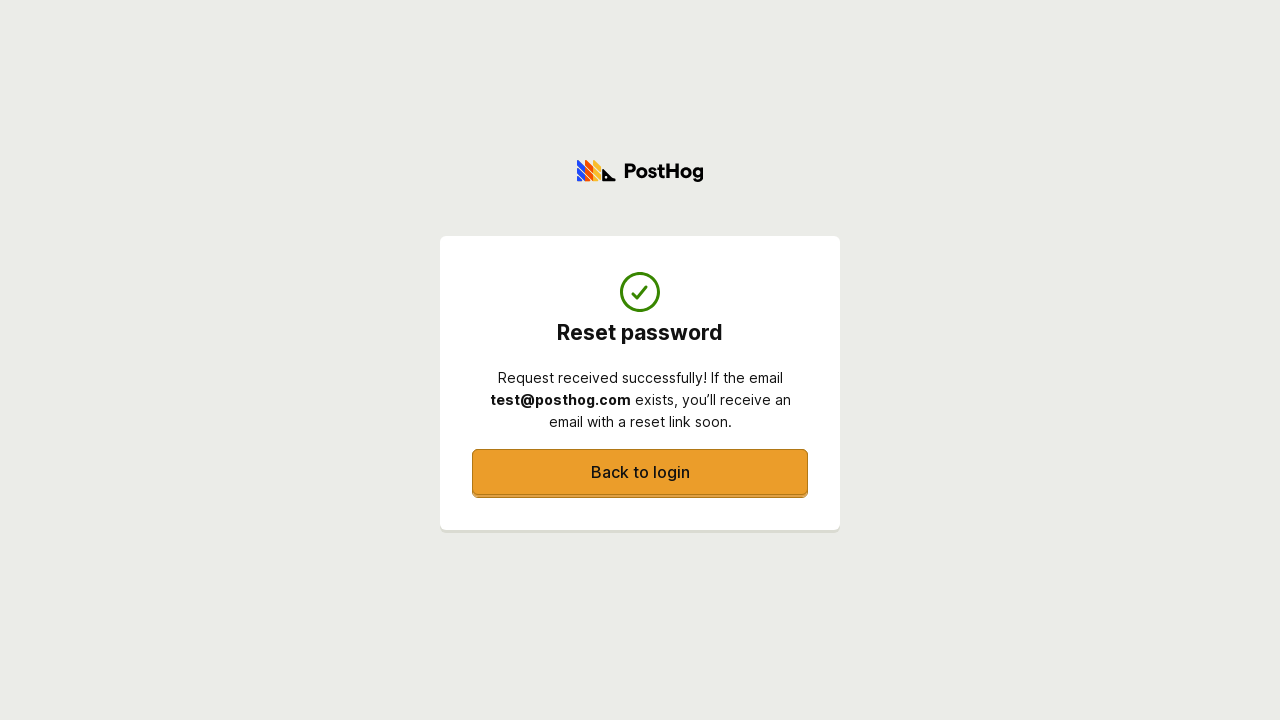 PostHog
Reset password
Request received successfully! If the email
test@posthog.com exists, you’ll receive an
email with a reset link soon.
Back to login